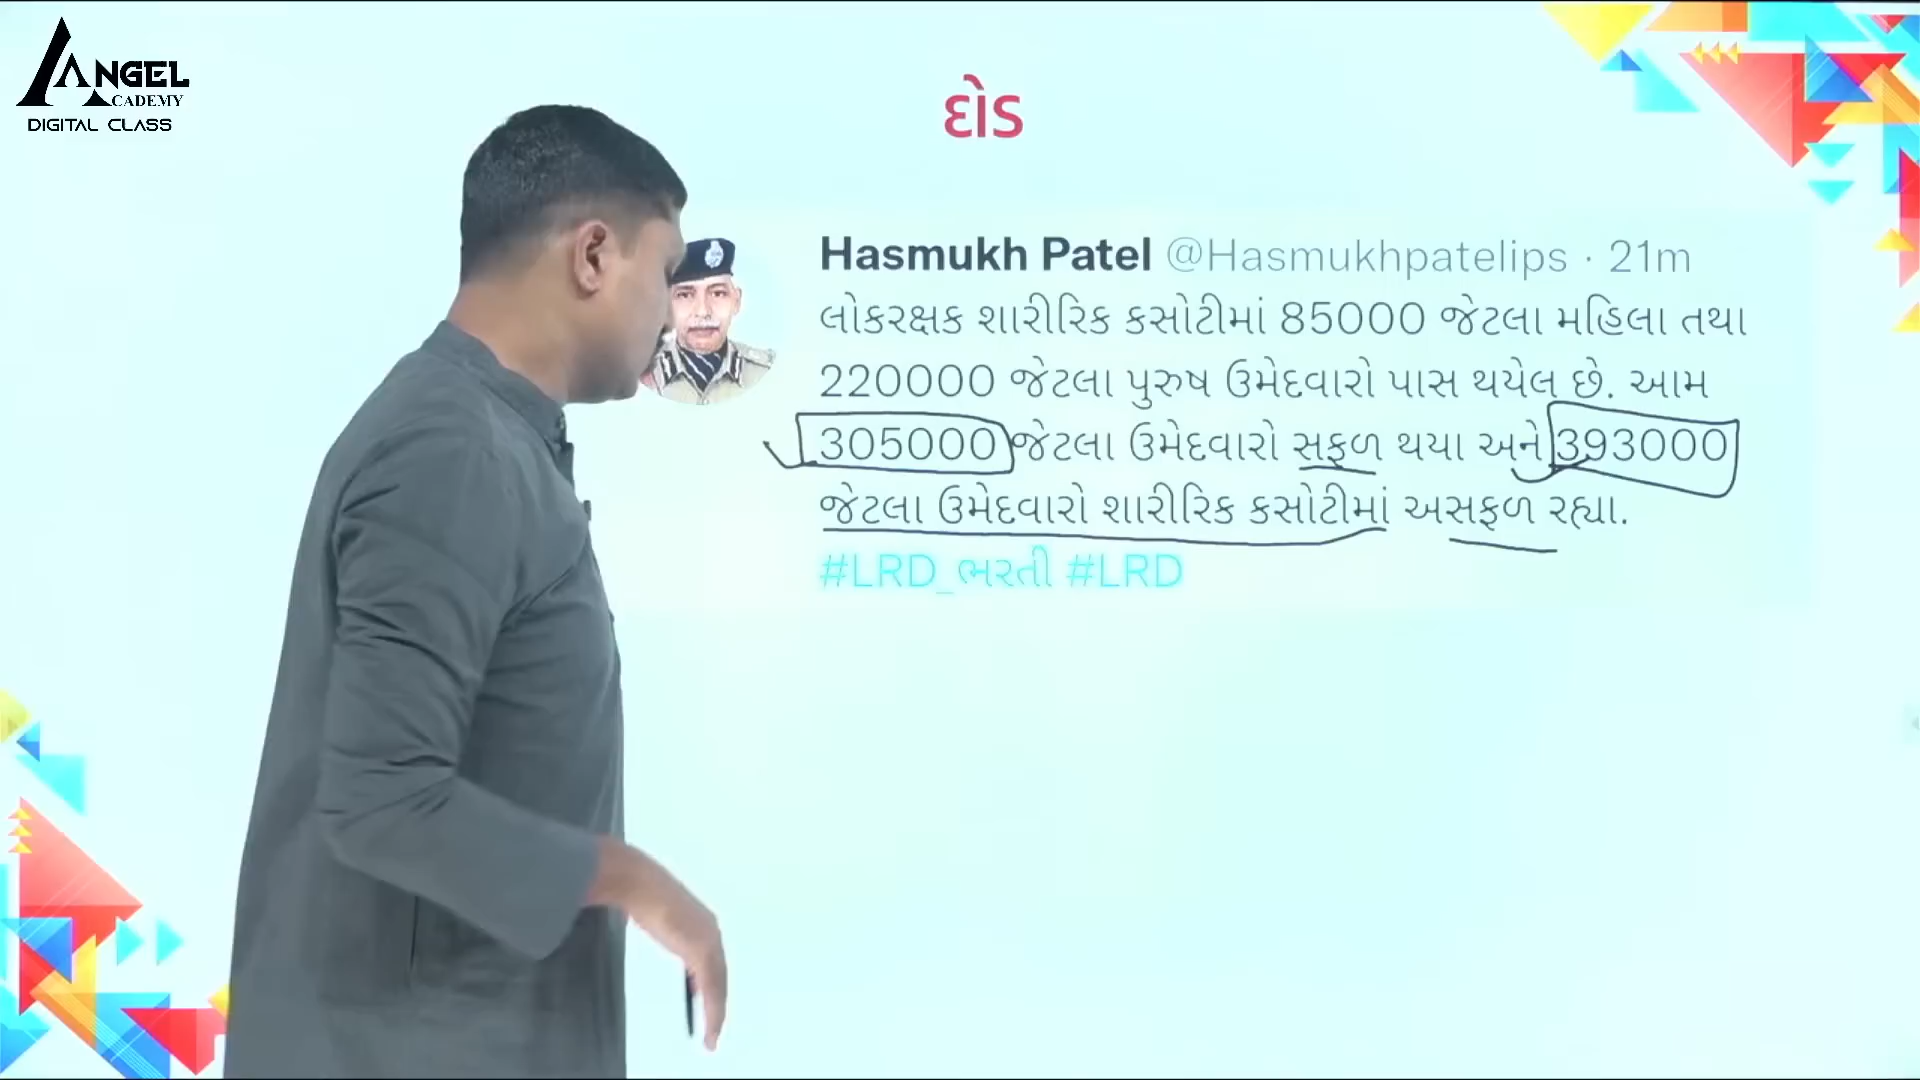 ANGEL
ACADEMY
DIGITAL CLASS
દોડ
Hasmukh Patel @Hasmukhpatelips · 21m
લોકરક્ષક શારીરિક કસોટીમાં 85000 જેટલા મહિલા તથા
220000 જેટલા પુરુષ ઉમેદવારો પાસ થયેલ છે. આમ
305000 જેટલા ઉમેદવારો સફળ થયા અને 393000
જેટલા ઉમેદવારો શારીરિક કસોટીમાં અસફળ રહ્યા.
#LRD_ભરતી #LRD